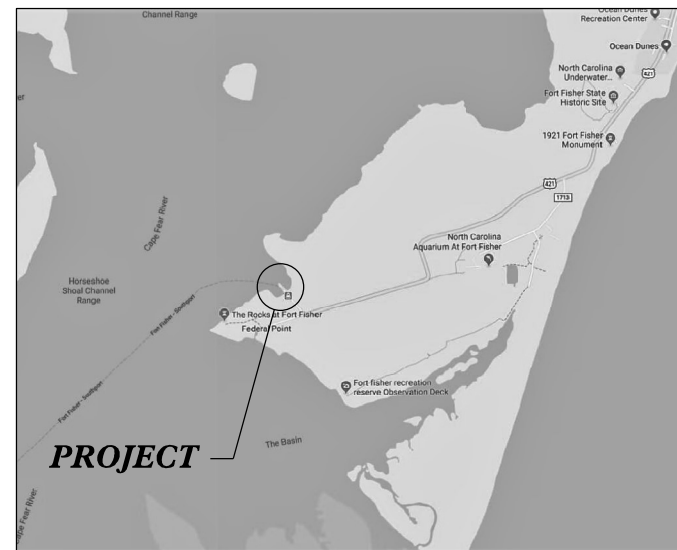 Channel Range
Ocean Dunes
Recreation Center
Ocean Dunes
North Carolina
Underwater...
421
Fort Fisher State
Historic Site
1921 Fort Fisher
Monument
421
1713
North Carolina
Aquarium At Fort Fisher
er
Cape Fear River
Horseshoe
Shoal Channel
Range
Fort Fisher - Southport
The Rocks at Fort Fisher
Federal Point
Fort Fisher - Southport
Fort fisher recreation
reserve Observation Deck
PROJECT
The Basin
Cape Fear River